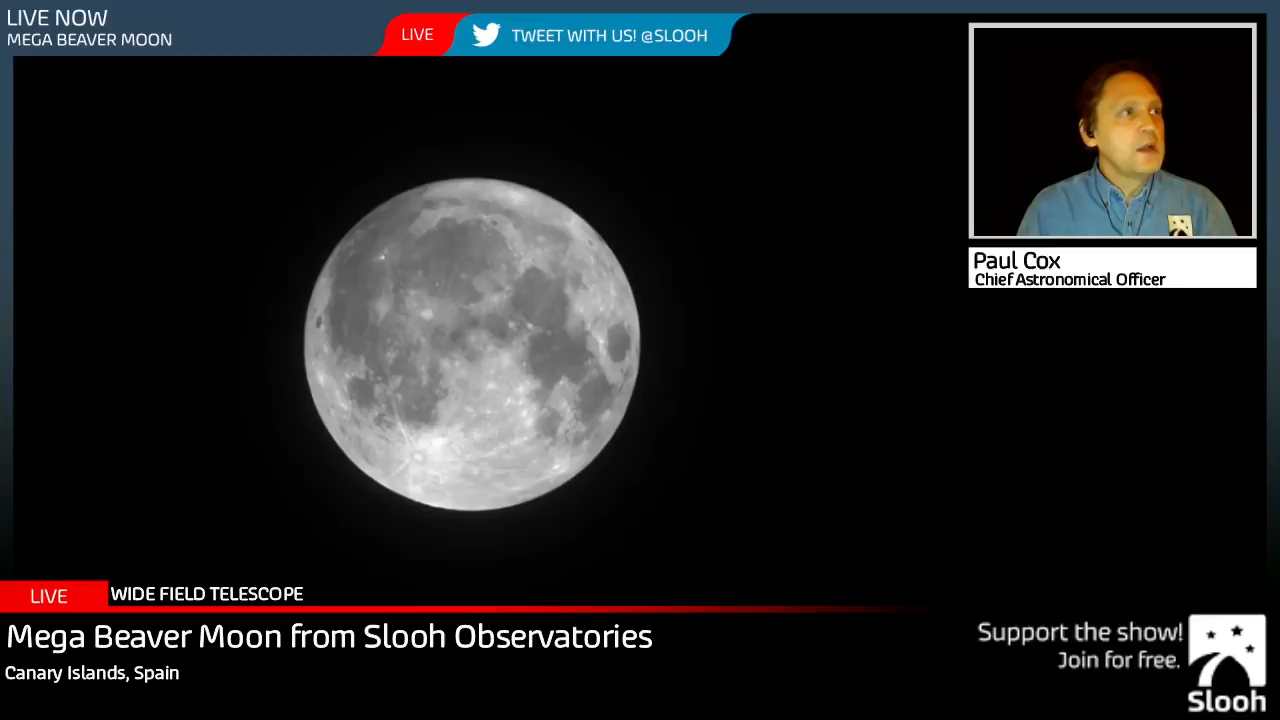 LIVE NOW
MEGA BEAVER MOON
LIVE
TWEET WITH US! @SLOOH
Paul Cox
Chief Astronomical Officer
LIVE
WIDE FIELD TELESCOPE
Mega Beaver Moon from Slooh Observatories
Canary Islands, Spain
Support the show!
Join for free.
Slooh